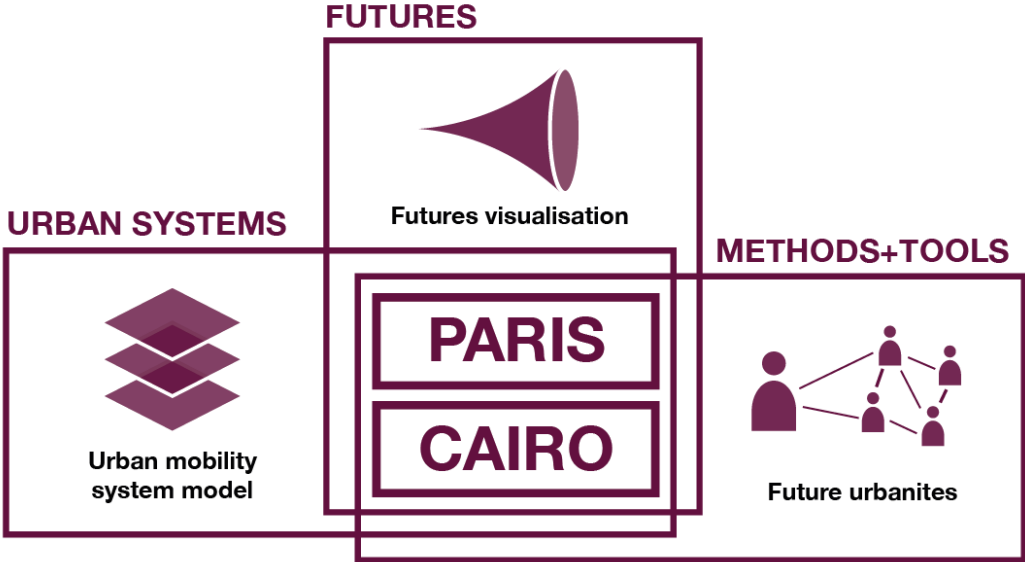 FUTURES
Futures visualisation
URBAN SYSTEMS
METHODS+TOOLS
PARIS
CAIRO
Urban mobility
system model
Future urbanites